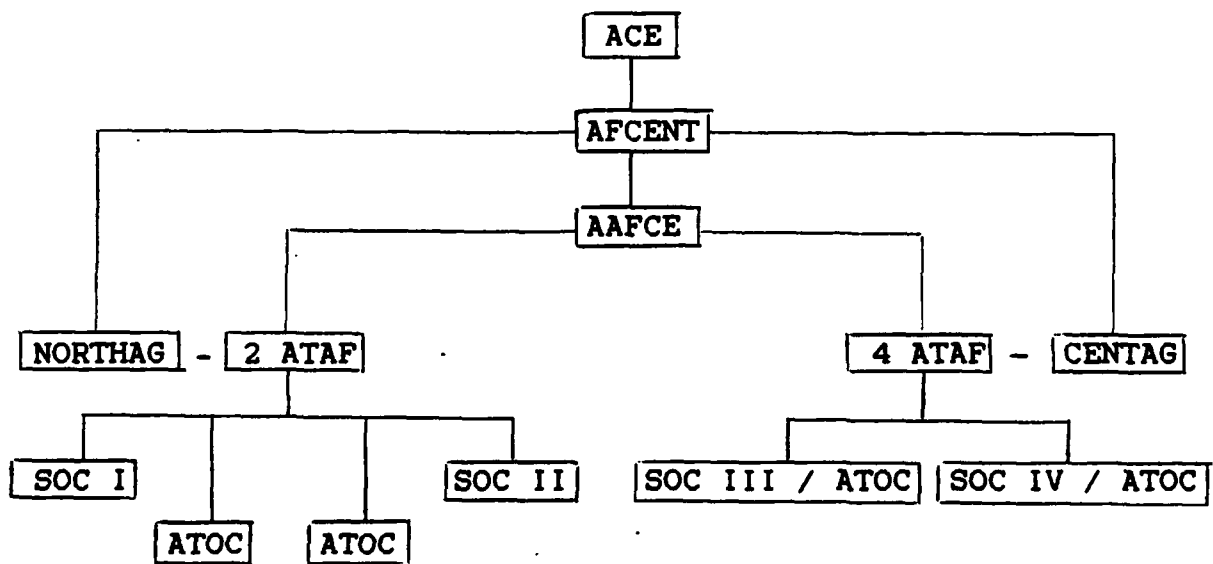 ACE
AFCENT
AAFCE
NORTHAG - 2 ATAF 4 ATAF - CENTAG
SOC I SOC II SOC III / ATOC SOC IV / ATOC
ATOC ATOC